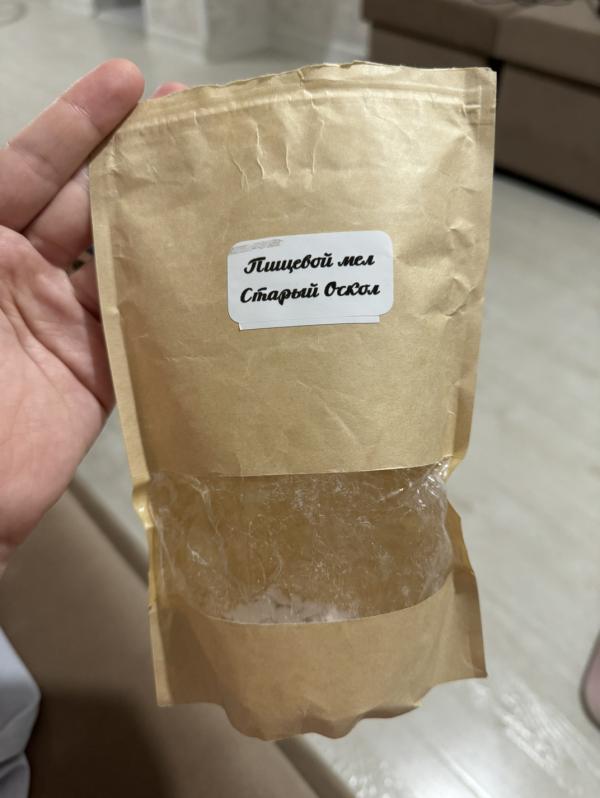 Пищевой мел
Старый Оскол